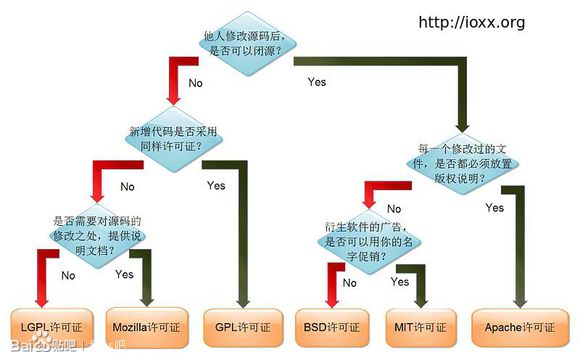 http://ioxx.org
他人修改源码后，
是否可以闭源？
No
Yes
新增代码是否采用
同样许可证？
每一个修改过的文
件，是否都必须放置
版权说明？
No
Yes
No
Yes
是否需要对源码的
修改之处，提供说
明文档？
衍生软件的广告，
是否可以用你的名
字促销？
No
Yes
No
Yes
LGPL许可证
Mozilla许可证
GPL许可证
BSD许可证
MIT许可证
Apache许可证
Baidu贴吧